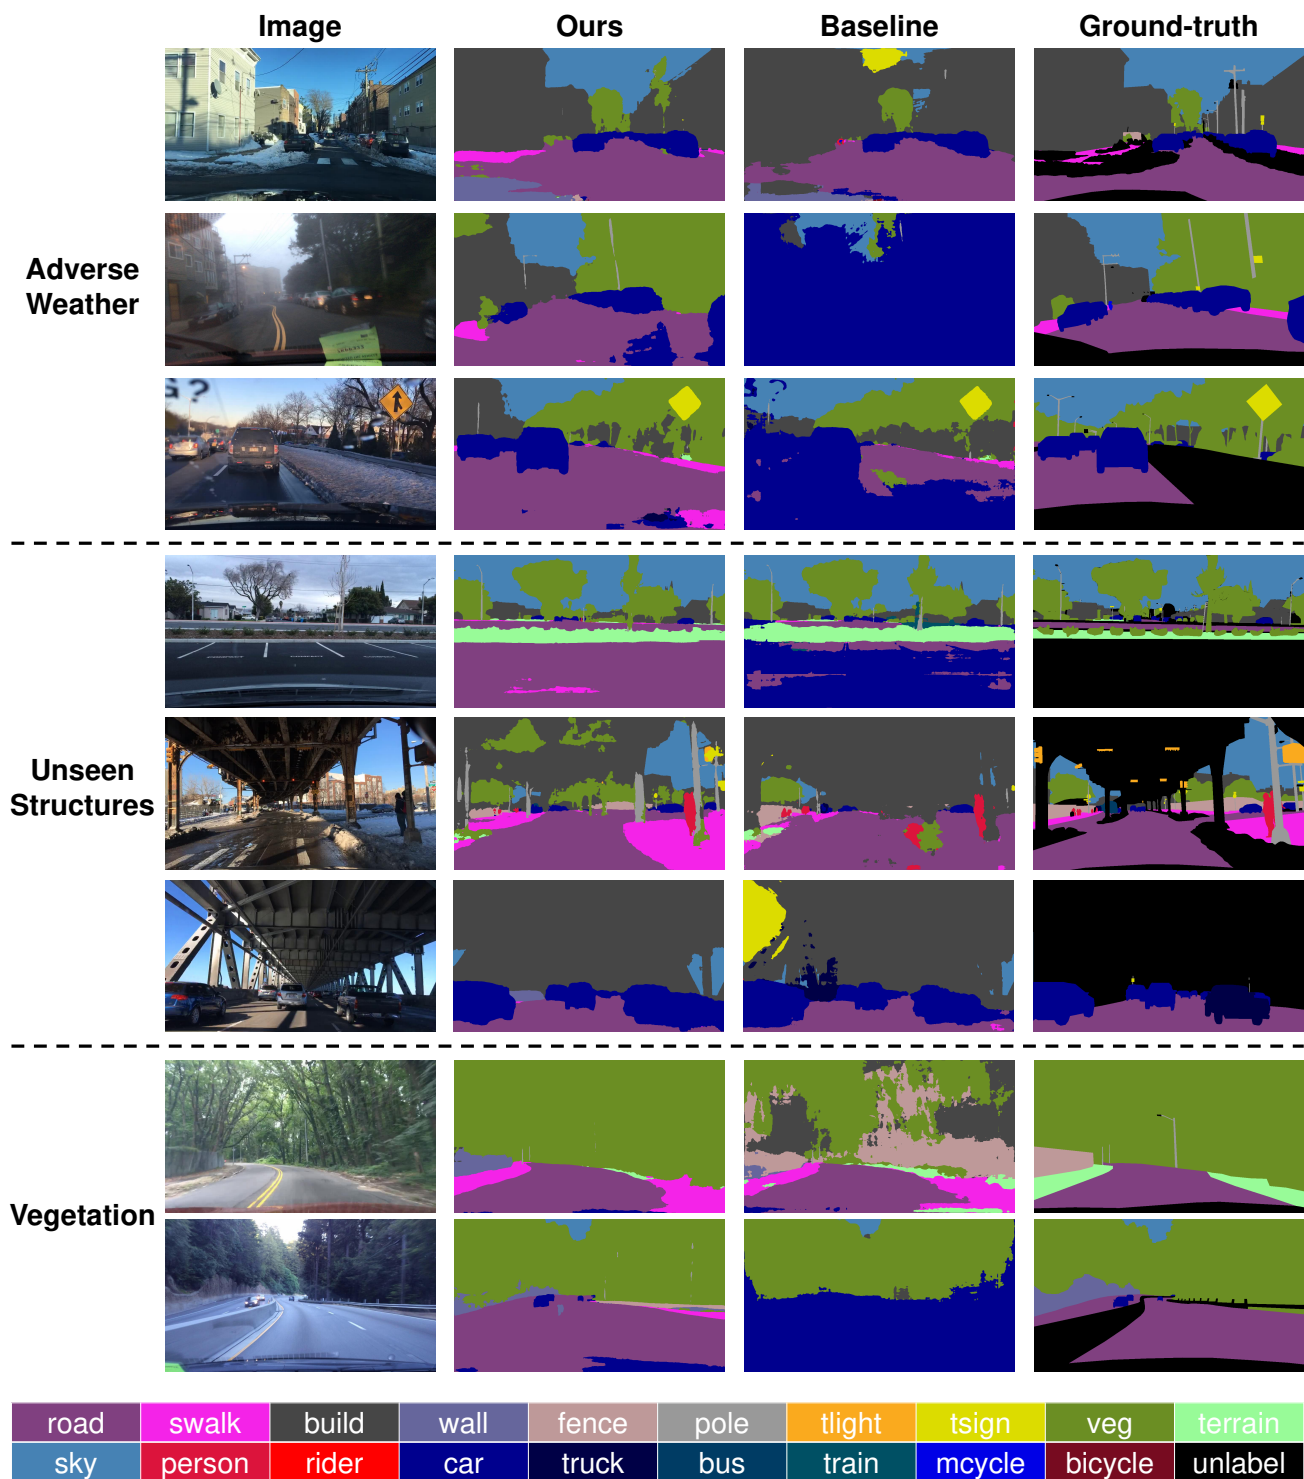 Image Ours Baseline Ground-truth
Adverse
Weather
G?
Unseen
Structures
Vegetation
road swalk build wall fence pole tlight tsign veg terrain
sky person rider car truck bus train mcycle bicycle unlabel